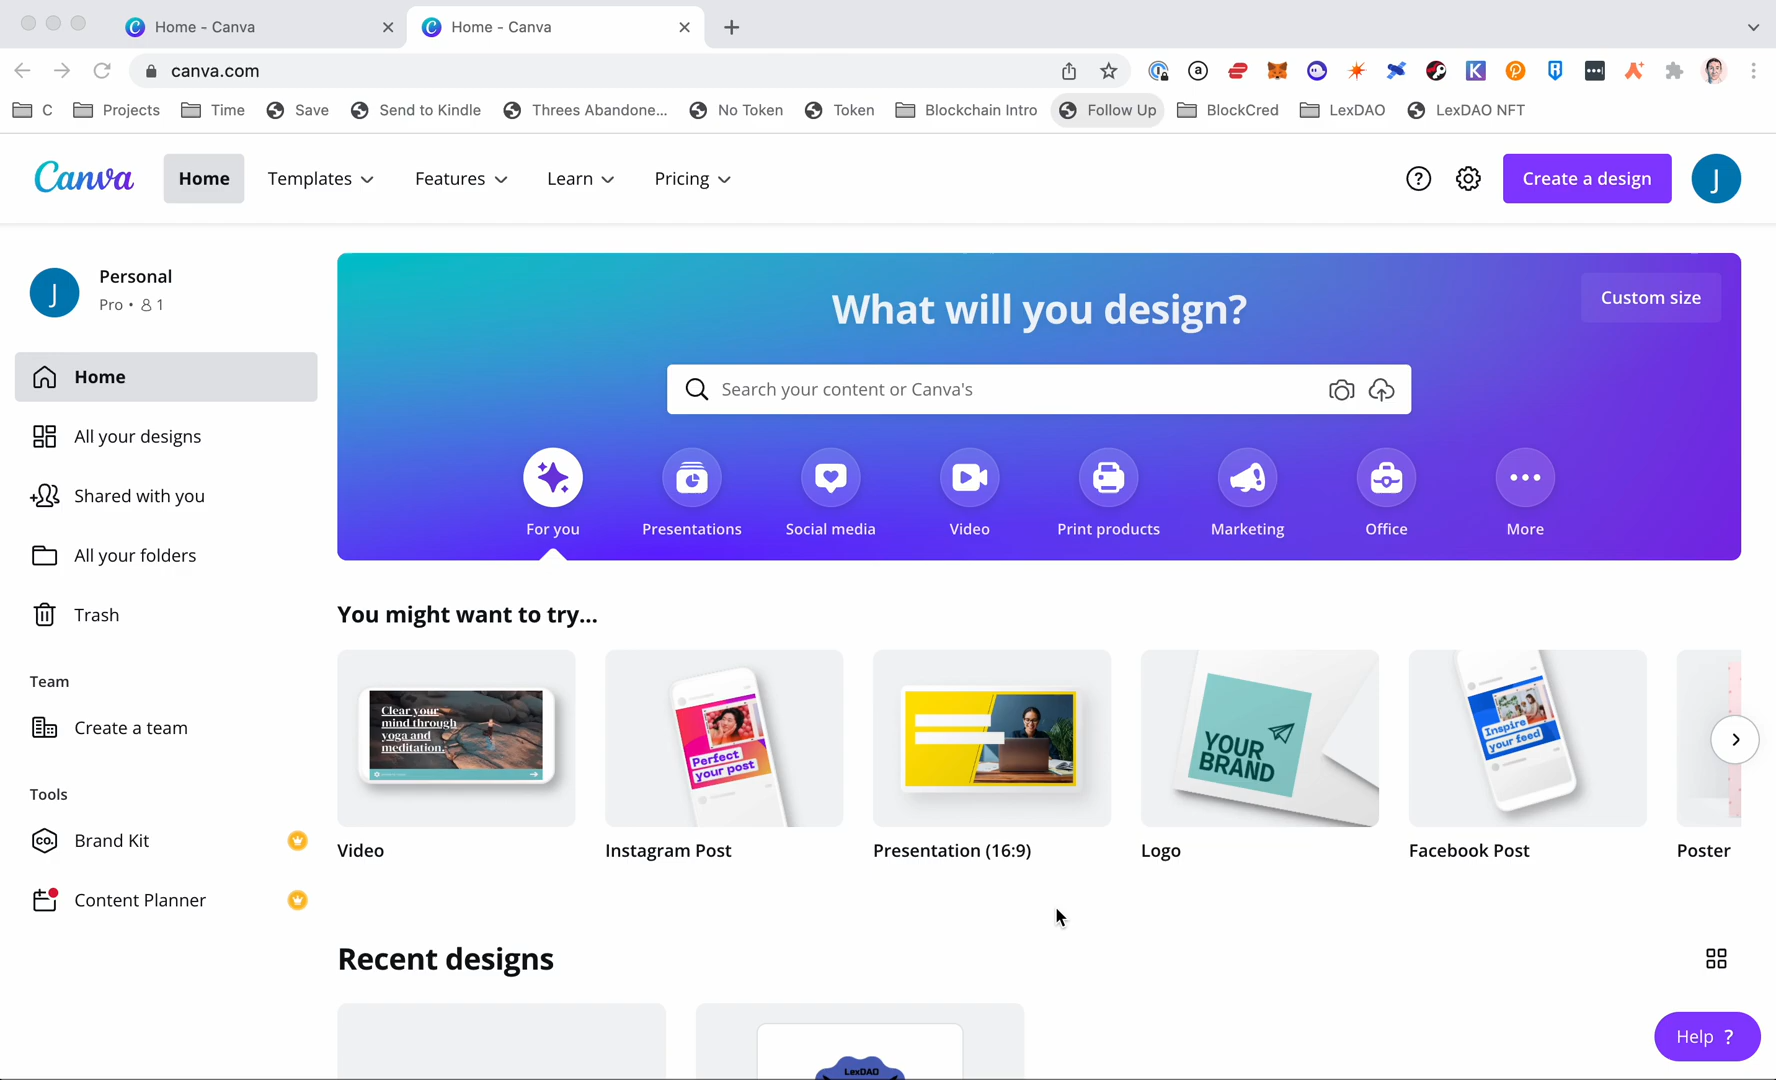 Home - Canva
Home - Canva
canva.com
C
Projects
Time
Save
Send to Kindle
Threes Abandone...
No Token
Token
Blockchain Intro
Follow Up
BlockCred
LexDAO
LexDAO NFT
Canva
Home
Templates
Features
Learn
Pricing
Create a design
J
J
Personal
Pro • 1
Home
All your designs
Shared with you
All your folders
Trash
Team
Create a team
Tools
CO.
Brand Kit
Content Planner
What will you design?
Custom size
Search your content or Canva's
For you
Presentations
Social media
Video
Print products
Marketing
Office
More
You might want to try...
Clear your
mind through
yoga and
meditation.
Perfect
your post
YOUR
BRAND
Inspire
your feed
Video
Instagram Post
Presentation (16:9)
Logo
Facebook Post
Poster
Recent designs
LexDAO
Help ?